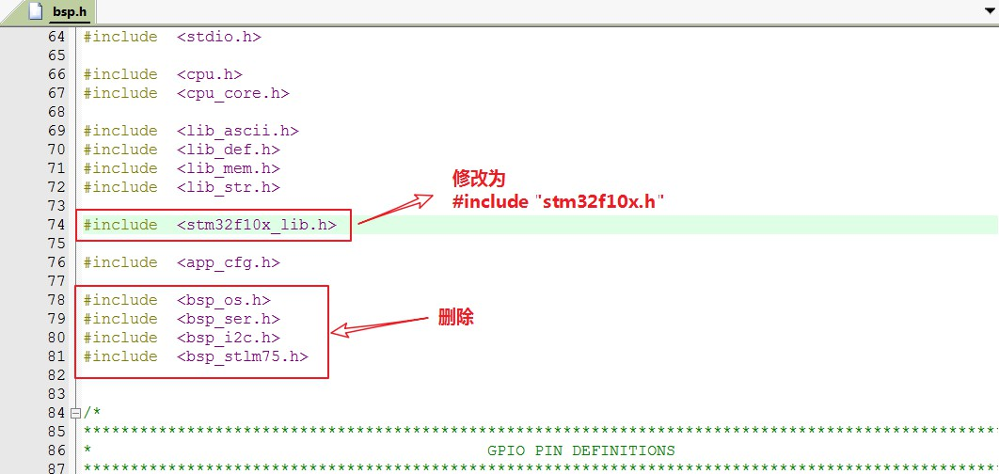 bsp.h
64 #include <stdio.h>
65
66 #include <cpu.h>
67 #include <cpu_core.h>
68
69 #include <lib_ascii.h>
70 #include <lib_def.h>
71 #include <lib_mem.h>
72 #include <lib_str.h>
73
修改为
#include "stm32f10x.h"
74 #include <stm32f10x_lib.h>
75
76 #include <app_cfg.h>
77
78 #include <bsp_os.h>
79 #include <bsp_ser.h>
删除
80 #include <bsp_i2c.h>
81 #include <bsp_stlm75.h>
82
83
84 /*
85 *************************************************************************************************
86 * GPIO PIN DEFINITIONS
87 *************************************************************************************************